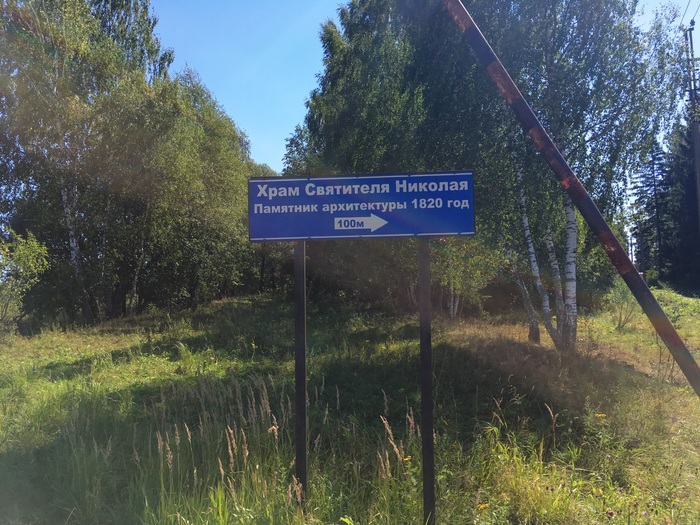 Храм Святителя Николая
Памятник архитектуры 1820 год
100м